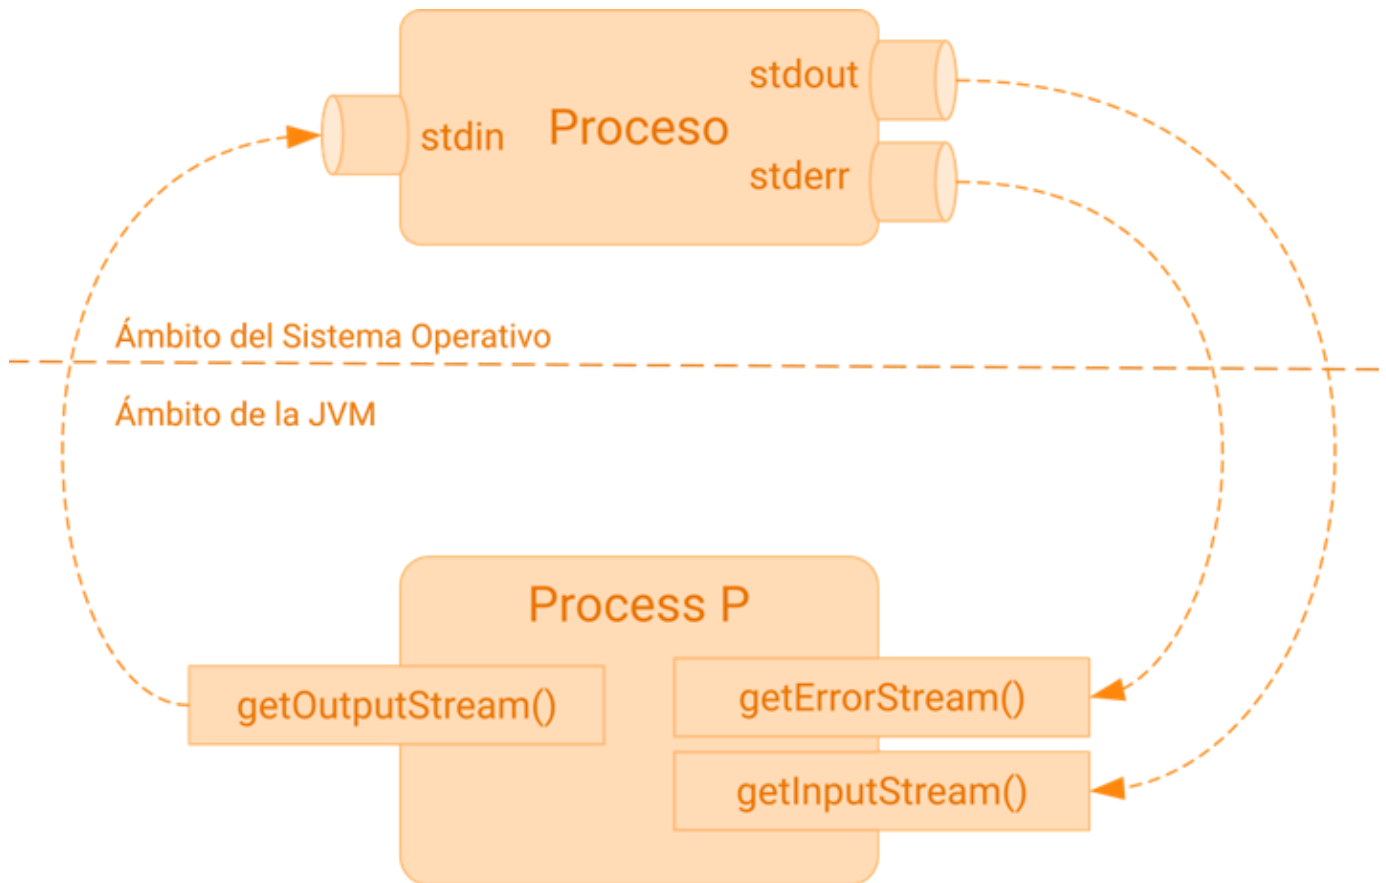 stdout
stdin
Proceso
stderr
Ámbito del Sistema Operativo
Ámbito de la JVM
Process P
getOutputStream()
getErrorStream()
getInputStream()